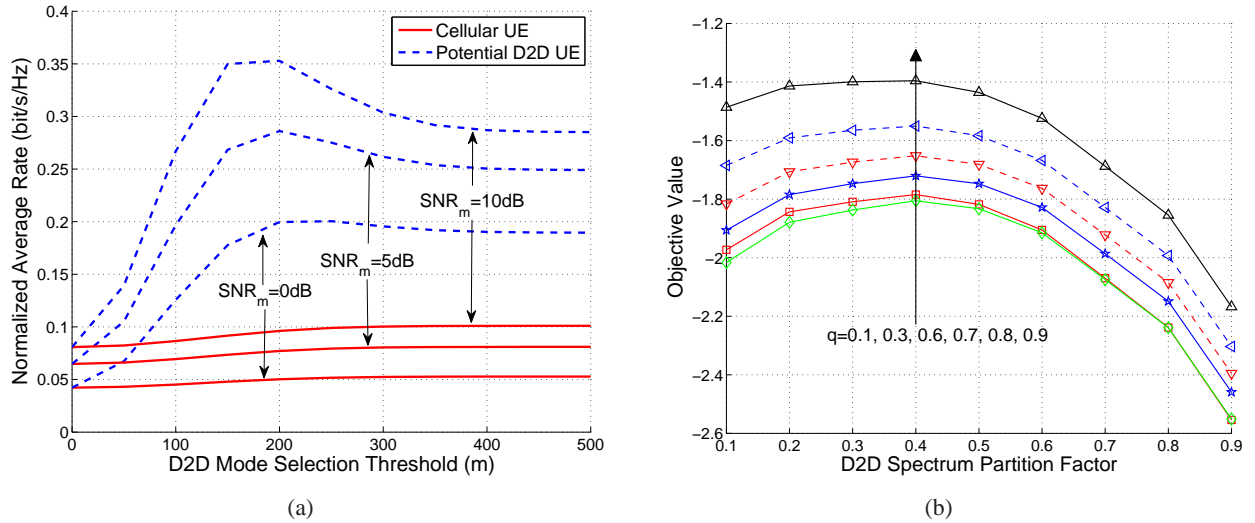 0.4
0.35
0.3
0.25
0.2
0.15
0.1
0.05
0
Normalized Average Rate (bit/s/Hz)
Cellular UE
Potential D2D UE
SNR_m=10dB
SNR_m=5dB
SNR_m=0dB
0 100 200 300 400 500
D2D Mode Selection Threshold (m)
(a)
-1.2
-1.4
-1.6
-1.8
-2
-2.2
-2.4
-2.6
Objective Value
q=0.1, 0.3, 0.6, 0.7, 0.8, 0.9
0.1 0.2 0.3 0.4 0.5 0.6 0.7 0.8 0.9
D2D Spectrum Partition Factor
(b)